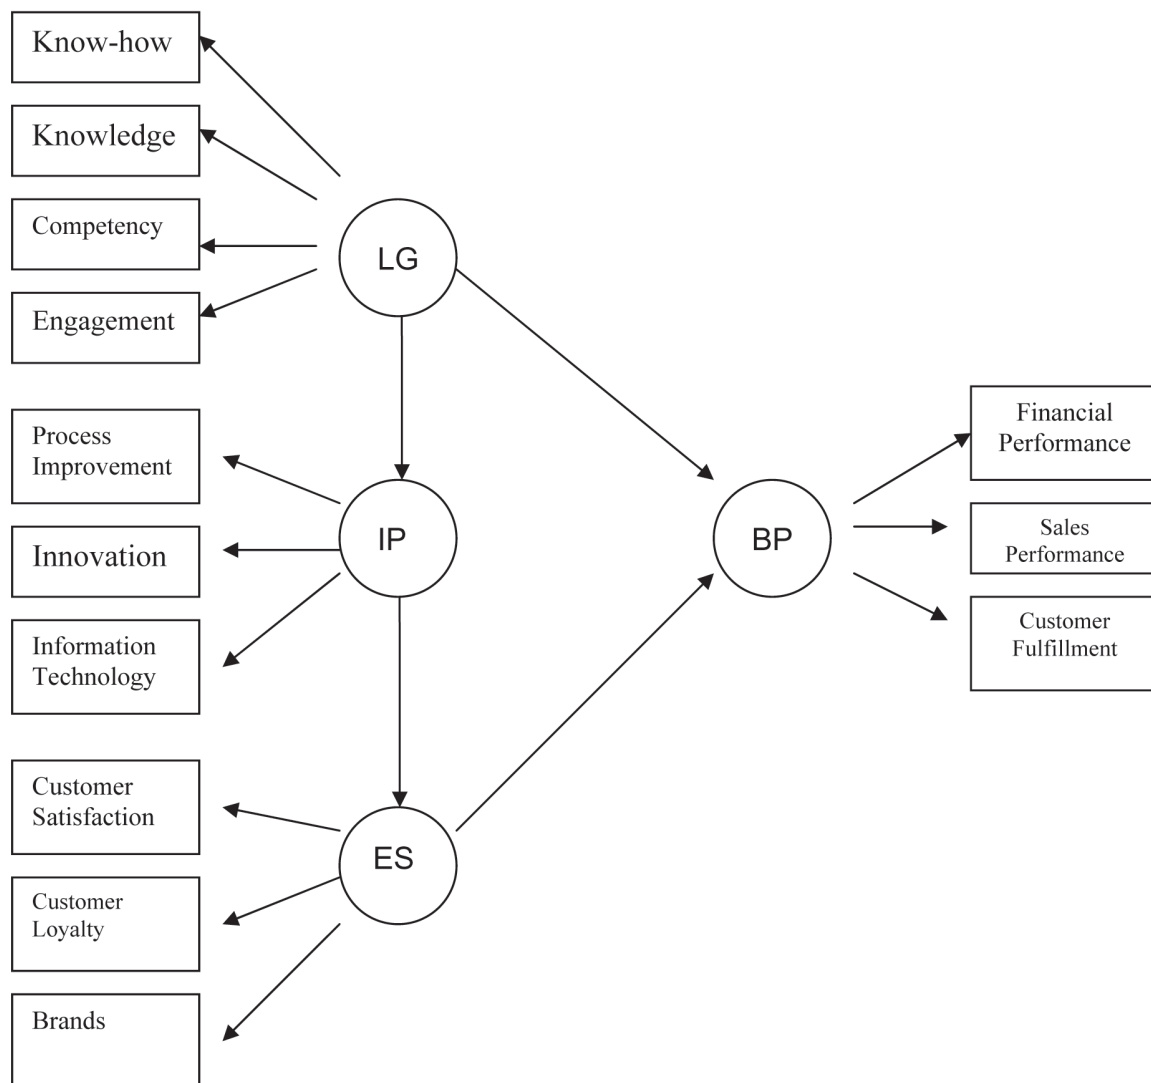 Know-how
Knowledge
Competency
Engagement
LG
Process
Improvement
Innovation
Information
Technology
IP
BP
Financial
Performance
Sales
Performance
Customer
Fulfillment
Customer
Satisfaction
Customer
Loyalty
Brands
ES